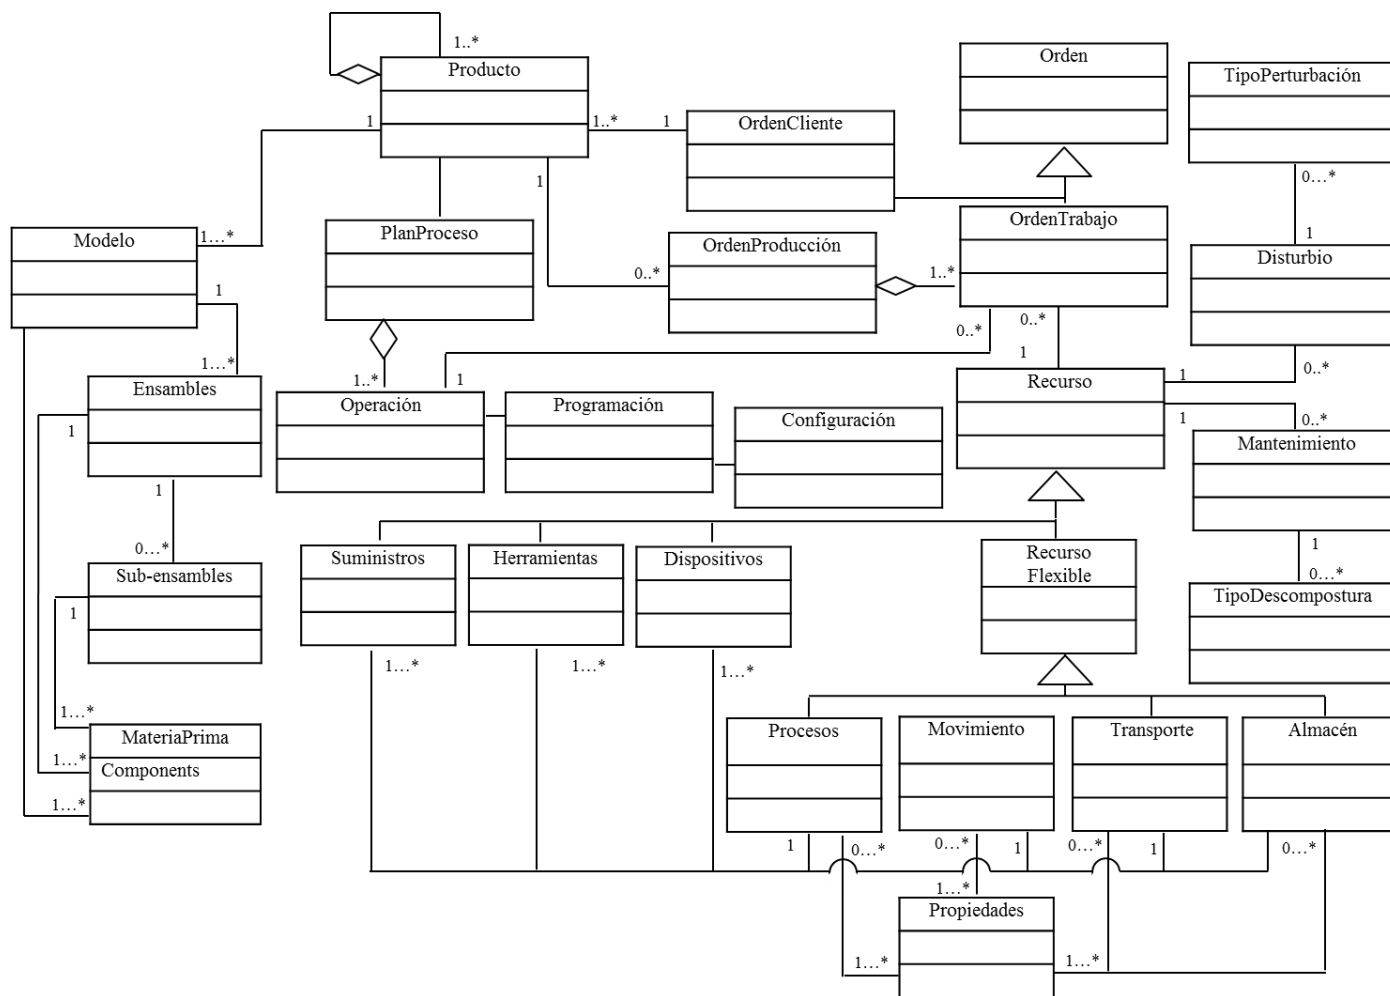 1..*
Producto
Orden
TipoPerturbación
1
1..*
1
OrdenCliente
1
0…*
Modelo
1…*
PlanProceso
OrdenProducción
OrdenTrabajo
1
Disturbio
0..*
1..*
1
0..*
0..*
1…*
1
1
0..*
1..*
1
Ensambles
Operación
Programación
Configuración
Recurso
1
0..*
1
Mantenimiento
1
0…*
1
0…*
Sub-ensambles
Suministros
Herramientas
Dispositivos
Recurso
Flexible
TipoDescompostura
1
1…*
1…*
1…*
1…*
MateriaPrima
Components
1…*
1…*
Procesos
Movimiento
Transporte
Almacén
1
0…*
0…*
1
0…*
1
0…*
1…*
Propiedades
1…*
1…*